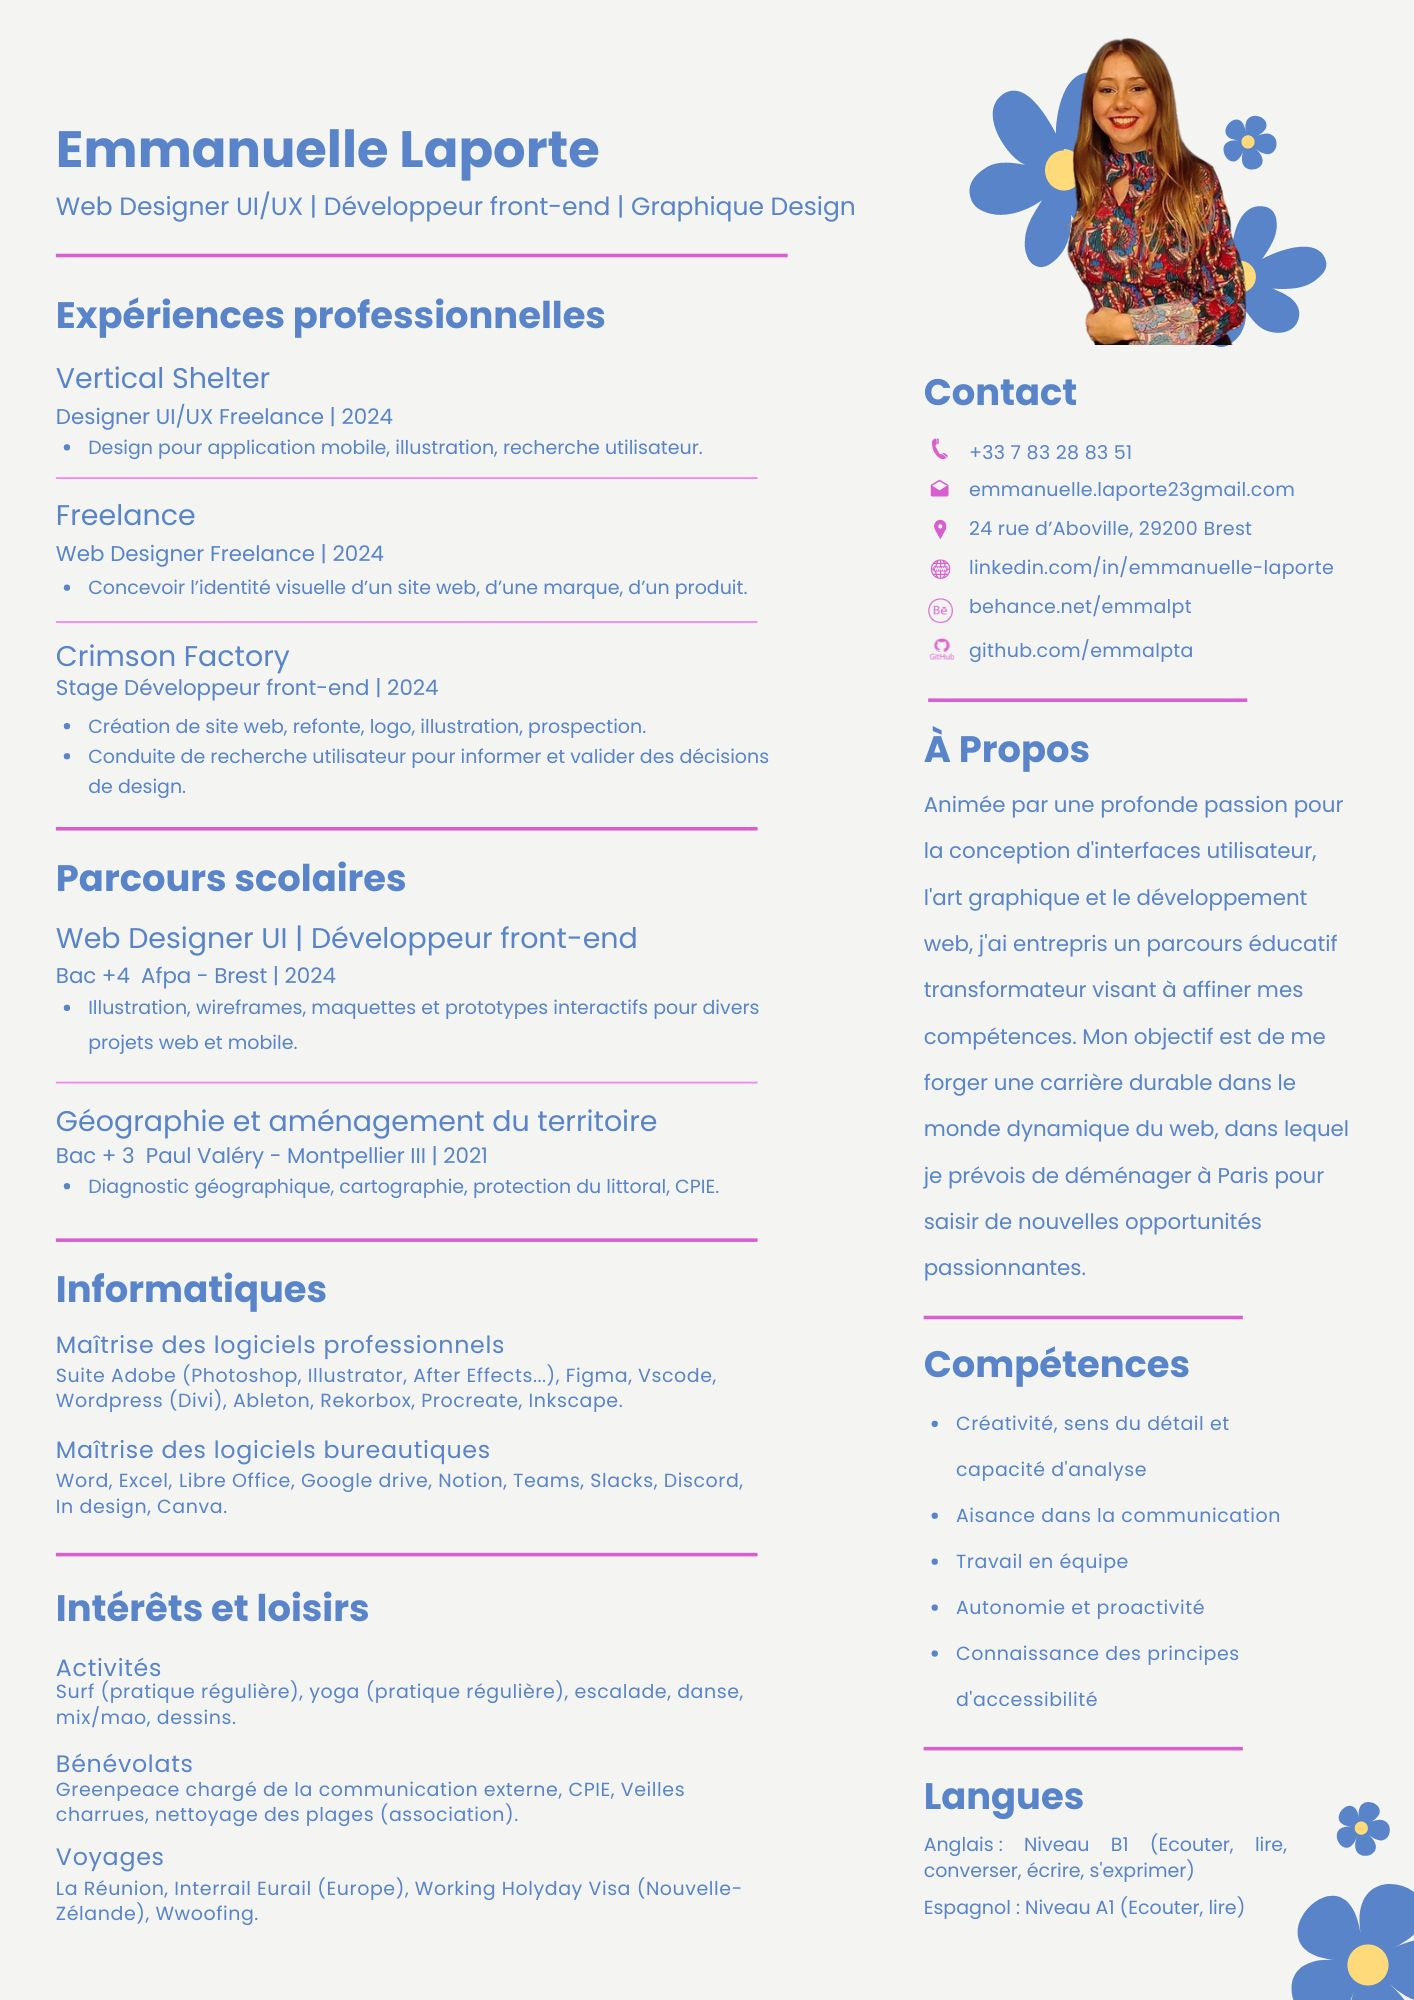 Emmanuelle Laporte
Web Designer UI/UX | Développeur front-end | Graphique Design
Expériences professionnelles
Vertical Shelter
Designer UI/UX Freelance | 2024
• Design pour application mobile, illustration, recherche utilisateur.
Freelance
Web Designer Freelance | 2024
• Concevoir l’identité visuelle d’un site web, d’une marque, d’un produit.
Crimson Factory
Stage Développeur front-end | 2024
• Création de site web, refonte, logo, illustration, prospection.
• Conduite de recherche utilisateur pour informer et valider des décisions
de design.
Parcours scolaires
Web Designer UI | Développeur front-end
Bac +4 Afpa - Brest | 2024
• Illustration, wireframes, maquettes et prototypes interactifs pour divers
projets web et mobile.
Géographie et aménagement du territoire
Bac + 3 Paul Valéry - Montpellier III | 2021
• Diagnostic géographique, cartographie, protection du littoral, CPIE.
Informatiques
Maîtrise des logiciels professionnels
Suite Adobe (Photoshop, Illustrator, After Effects...), Figma, Vscode,
Wordpress (Divi), Ableton, Rekorbox, Procreate, Inkscape.
Maîtrise des logiciels bureautiques
Word, Excel, Libre Office, Google drive, Notion, Teams, Slacks, Discord,
In design, Canva.
Intérêts et loisirs
Activités
Surf (pratique régulière), yoga (pratique régulière), escalade, danse,
mix/mao, dessins.
Bénévolats
Greenpeace chargé de la communication externe, CPIE, Veilles
charrues, nettoyage des plages (association).
Voyages
La Réunion, Interrail Eurail (Europe), Working Holyday Visa (Nouvelle-
Zélande), Wwoofing.
Contact
+33 7 83 28 83 51
emmanuelle.laporte23gmail.com
24 rue d’Aboville, 29200 Brest
linkedin.com/in/emmanuelle-laporte
Bē behance.net/emmalpt
GitHub github.com/emmalpta
À Propos
Animée par une profonde passion pour
la conception d'interfaces utilisateur,
l'art graphique et le développement
web, j'ai entrepris un parcours éducatif
transformateur visant à affiner mes
compétences. Mon objectif est de me
forger une carrière durable dans le
monde dynamique du web, dans lequel
je prévois de déménager à Paris pour
saisir de nouvelles opportunités
passionnantes.
Compétences
• Créativité, sens du détail et
capacité d'analyse
• Aisance dans la communication
• Travail en équipe
• Autonomie et proactivité
• Connaissance des principes
d'accessibilité
Langues
Anglais : Niveau B1 (Ecouter, lire,
converser, écrire, s'exprimer)
Espagnol : Niveau A1 (Ecouter, lire)